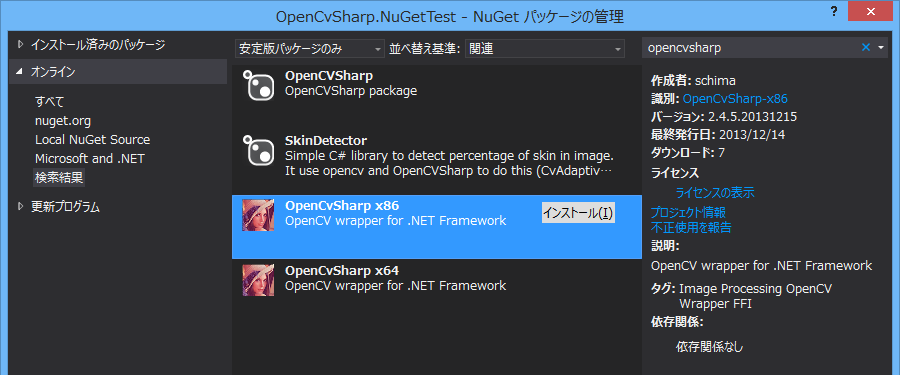 OpenCvSharp.NuGetTest - NuGet パッケージの管理
?
インストール済みのパッケージ
オンライン
すべて
nuget.org
Local NuGet Source
Microsoft and .NET
検索結果
更新プログラム
安定版パッケージのみ 並べ替え基準: 関連
OpenCVSharp
OpenCVSharp package
SkinDetector
Simple C# library to detect percentage of skin in image.
It use opencv and OpenCVSharp to do this (CvAdaptiv...
OpenCvSharp x86
OpenCV wrapper for .NET Framework
インストール(I)
OpenCvSharp x64
OpenCV wrapper for .NET Framework
opencvsharp
作成者: schima
識別: OpenCvSharp-x86
バージョン: 2.4.5.20131215
最終発行日: 2013/12/14
ダウンロード: 7
ライセンス
ライセンスの表示
プロジェクト情報
不正使用を報告
説明:
OpenCV wrapper for .NET Framework
タグ: Image Processing OpenCV
Wrapper FFI
依存関係:
依存関係なし